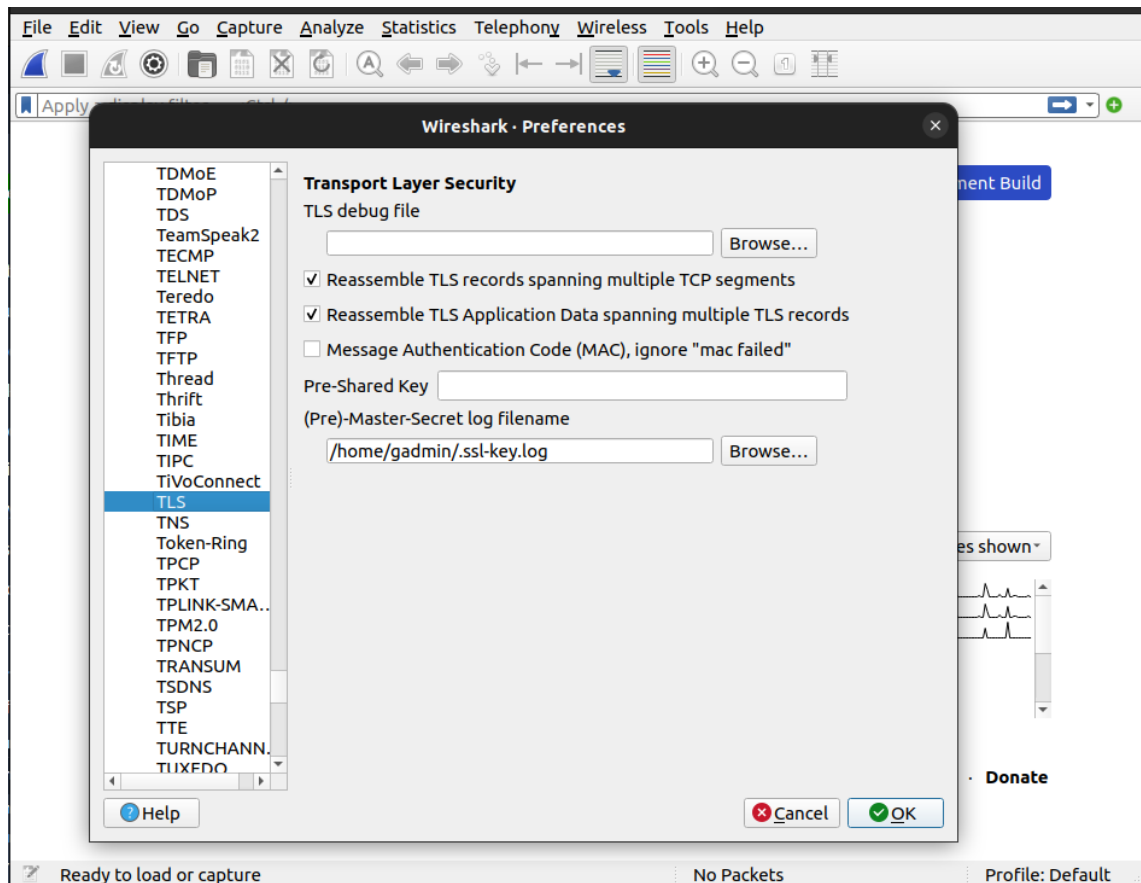 File Edit View Go Capture Analyze Statistics Telephony Wireless Tools Help
Apply
Wireshark · Preferences
ment Build
TDMoE
TDMoP
TDS
TeamSpeak2
TECMP
TELNET
Teredo
TETRA
TFP
TFTP
Thread
Thrift
Tibia
TIME
TIPC
TiVoConnect
TLS
TNS
Token-Ring
TPCP
TPKT
TPLINK-SMA..
TPM2.0
TPNCP
TRANSUM
TSDNS
TSP
TTE
TURNCHANN.
TUXEDO
Transport Layer Security
TLS debug file
Browse...
Reassemble TLS records spanning multiple TCP segments
Reassemble TLS Application Data spanning multiple TLS records
Message Authentication Code (MAC), ignore "mac failed"
Pre-Shared Key
(Pre)-Master-Secret log filename
/home/gadmin/.ssl-key.log Browse...
es shown
· Donate
Help Cancel OK
Ready to load or capture No Packets Profile: Default